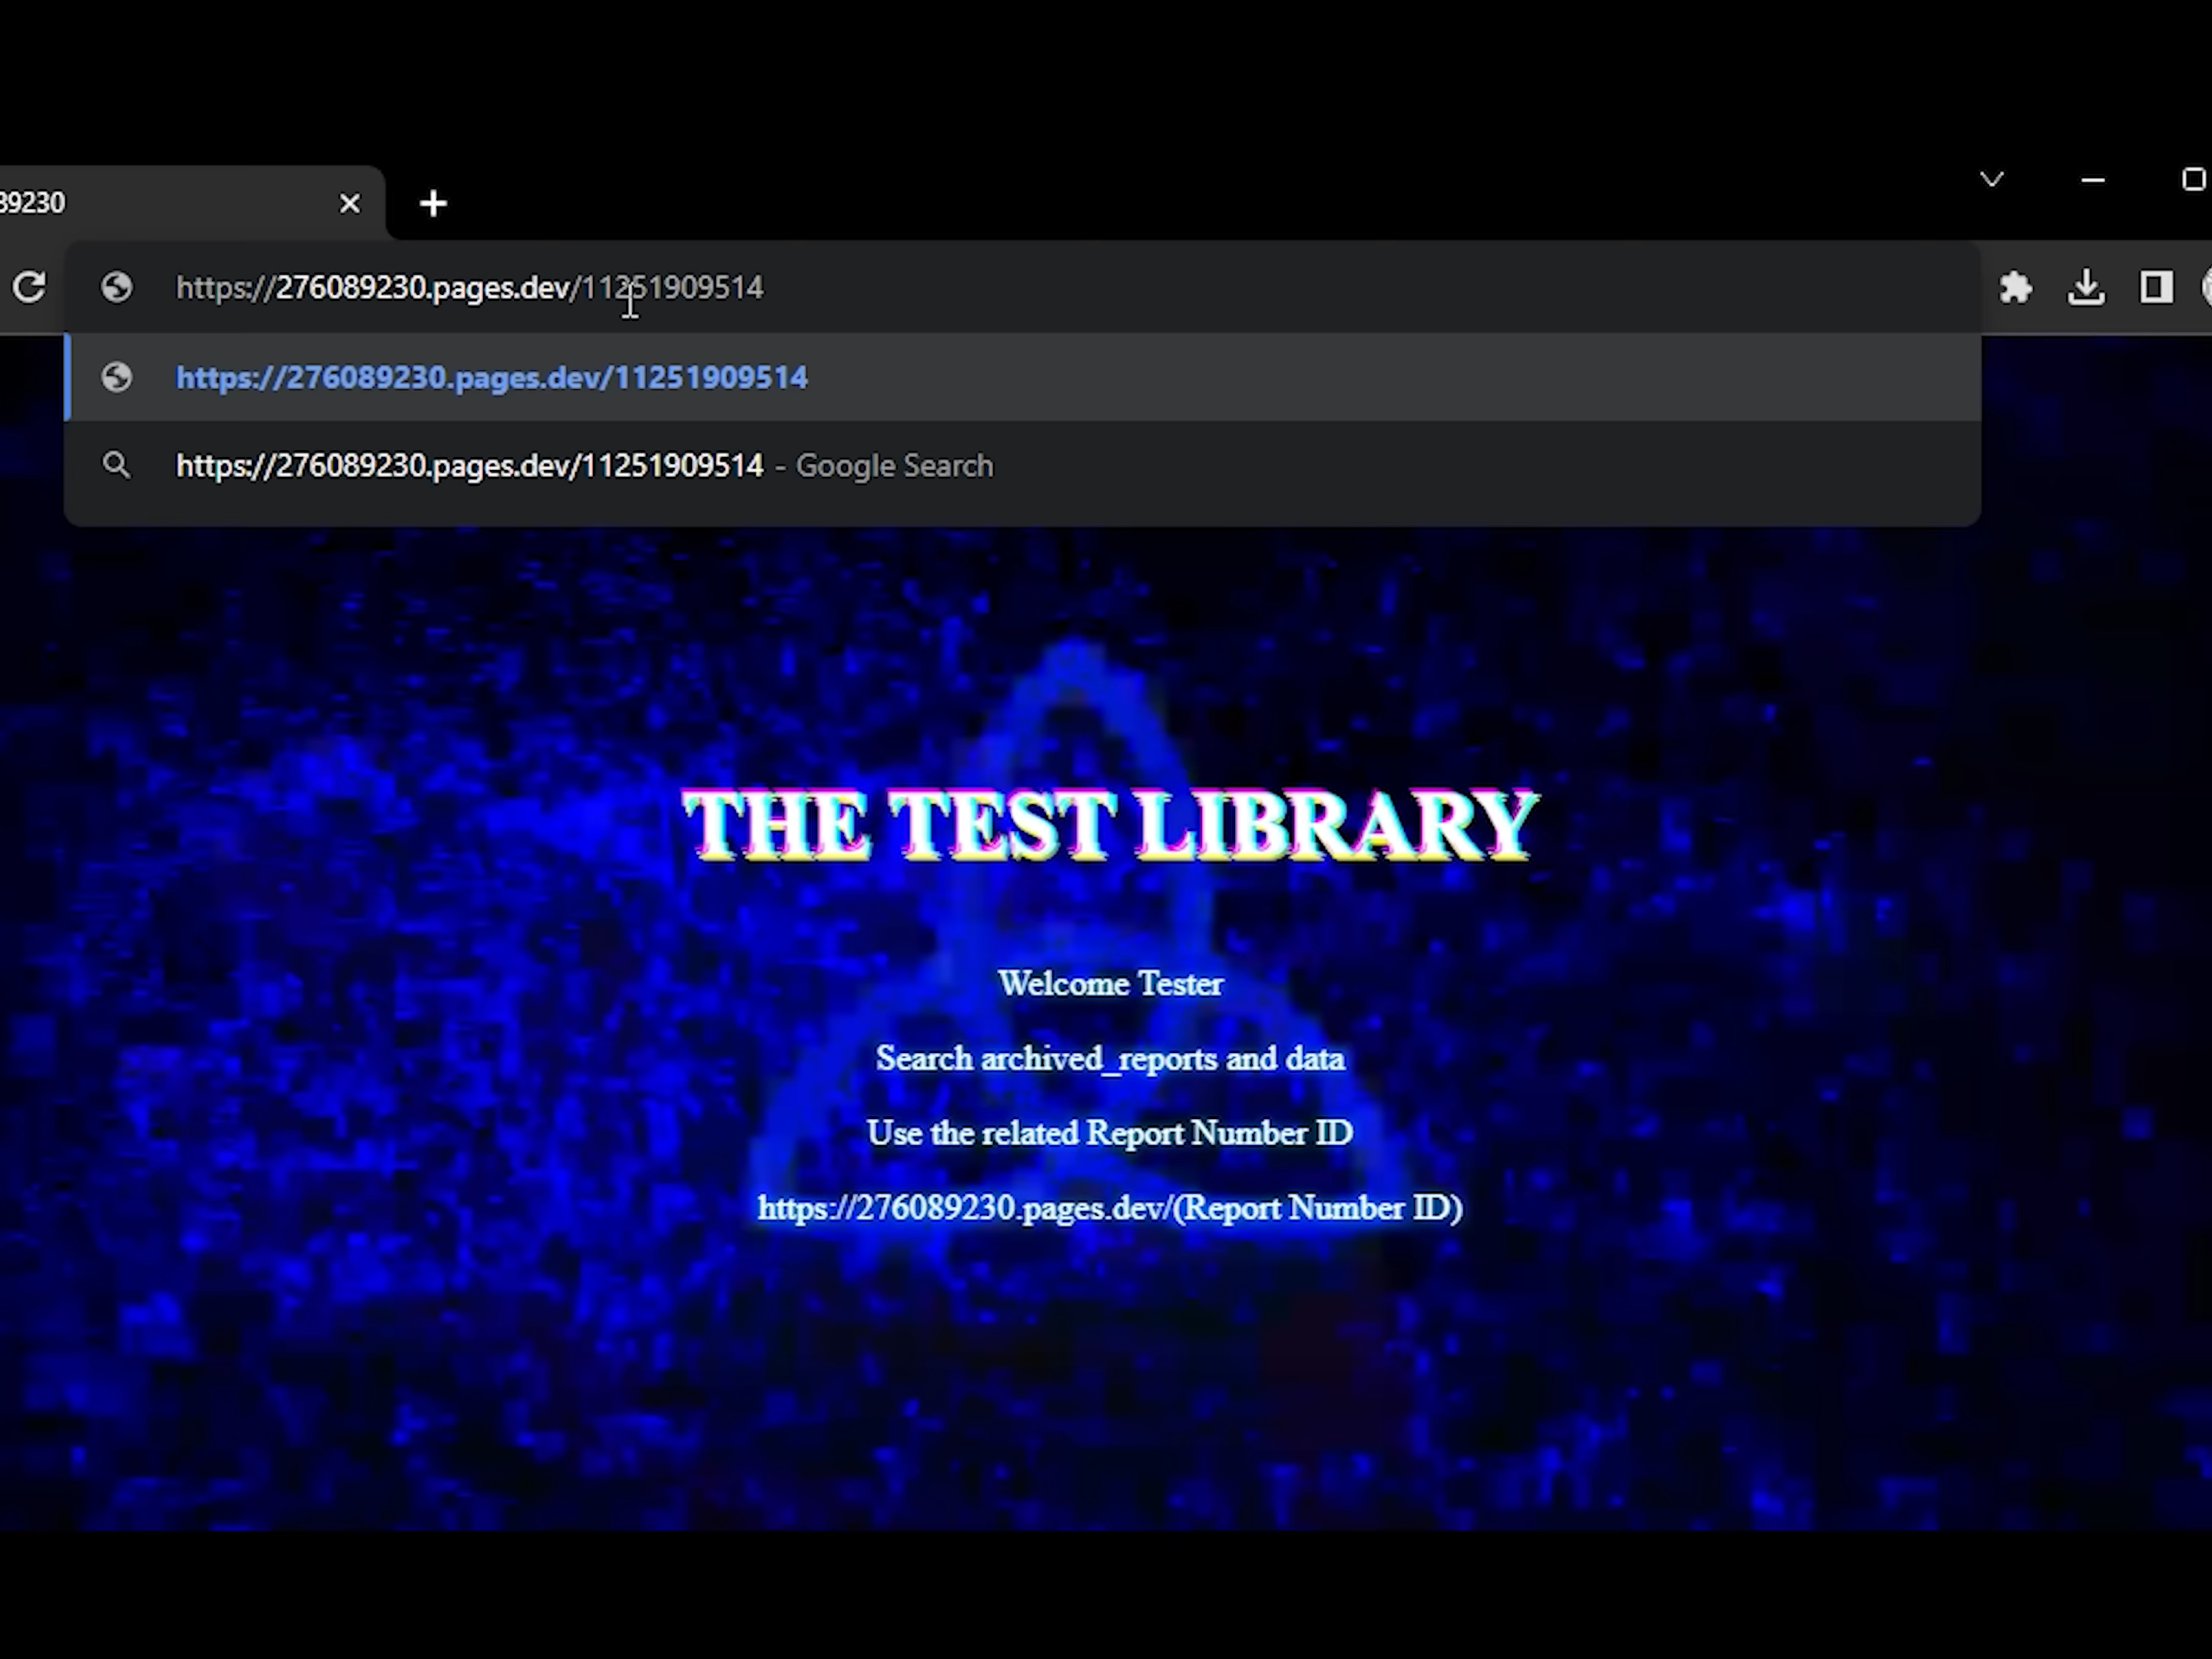 89230
https://276089230.pages.dev/11251909514
https://276089230.pages.dev/11251909514
https://276089230.pages.dev/11251909514 - Google Search
THE TEST LIBRARY
Welcome Tester
Search archived_reports and data
Use the related Report Number ID
https://276089230.pages.dev/(Report Number ID)